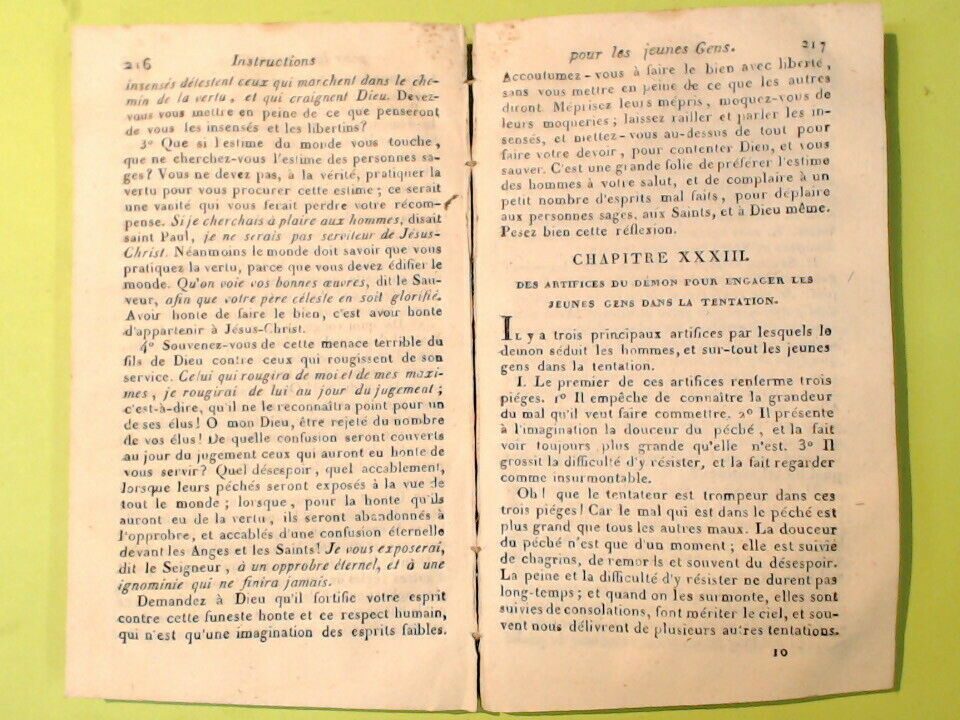 216 Instructions
insensés détestent ceux qui marchent dans le che-
min de la vertu, et qui craignent Dieu. Devez-
vous vous mettre en peine de ce que penseront
de vous les insensés et les libertins?
3º Que si l'estime du monde vous touche,
que ne cherchez-vous l'estime des personnes sa-
ges? Vous ne devez pas, à la vérité, pratiquer la
vertu pour vous procurer cette estime; ce serait
une vanité qui vous ferait perdre votre récom-
pense. Si je cherchais à plaire aux hommes, disait
saint Paul, je ne serais pas serviteur de Jésus-
Christ. Néanmoins le monde doit savoir que vous
pratiquez la vertu, parce que vous devez édifier le
monde. Qu'on voie vos bonnes œuvres, dit le Sau-
veur, afin que votre père céleste en soit glorifié.
Avoir honte de faire le bien, c'est avoir honte
d'appartenir à Jésus-Christ.
4º Souvenez-vous de cette menace terrible du
fils de Dieu contre ceux qui rougissent de son
service. Celui qui rougira de moi et de mes maxi-
mes, je rougirai de lui au jour du jugement;
c'est-à-dire, qu'il ne le reconnaîtra point pour un
de ses élus! O mon Dieu, être rejeté du nombre
de vos élus! De quelle confusion seront couverts
au jour du jugement ceux qui auront eu honte de
vous servir? Quel désespoir, quel accablement,
lorsque leurs péchés seront exposés à la vue de
tout le monde; lorsque, pour la honte qu'ils
auront eu de la vertu, ils seront abandonnés à
l'opprobre, et accablés d'une confusion éternelle
devant les Anges et les Saints! Je vous exposerai,
dit le Seigneur, à un opprobre éternel, et à une
ignominie qui ne finira jamais.
Demandez à Dieu qu'il fortifie votre esprit
contre cette funeste honte et ce respect humain,
qui n'est qu'une imagination des esprits faibles.
pour les jeunes Gens. 217
Accoutumez-vous à faire le bien avec liberté,
sans vous mettre en peine de ce que les autres
diront. Méprisez leurs mépris, moquez-vous de
leurs moqueries; laissez railler et parler les in-
sensés, et mettez-vous au-dessus de tout pour
faire votre devoir, pour contenter Dieu, et vous
sauver. C'est une grande folie de préférer l'estime
des hommes à votre salut, et de complaire à un
petit nombre d'esprits mal faits, pour déplaire
aux personnes sages, aux Saints, et à Dieu même.
Pesez bien cette réflexion.
CHAPITRE XXXIII.
DES ARTIFICES DU DÉMON POUR ENGAGER LES
JEUNES GENS DANS LA TENTATION.
IL y a trois principaux artifices par lesquels le
démon séduit les hommes, et sur-tout les jeunes
gens dans la tentation.
I. Le premier de ces artifices renferme trois
piéges. 1º Il empêche de connaître la grandeur
du mal qu'il veut faire commettre. 2º Il présente
à l'imagination la douceur du péché, et la fait
voir toujours plus grande qu'elle n'est. 3º Il
grossit la difficulté d'y résister, et la fait regarder
comme insurmontable.
Oh! que le tentateur est trompeur dans ces
trois piéges! Car le mal qui est dans le péché est
plus grand que tous les autres maux. La douceur
du péché n'est que d'un moment; elle est suivie
de chagrins, de remords et souvent du désespoir.
La peine et la difficulté d'y résister ne durent pas
long-temps; et quand on les surmonte, elles sont
suivies de consolations, font mériter le ciel, et sou-
vent nous délivrent de plusieurs autres tentations.
10